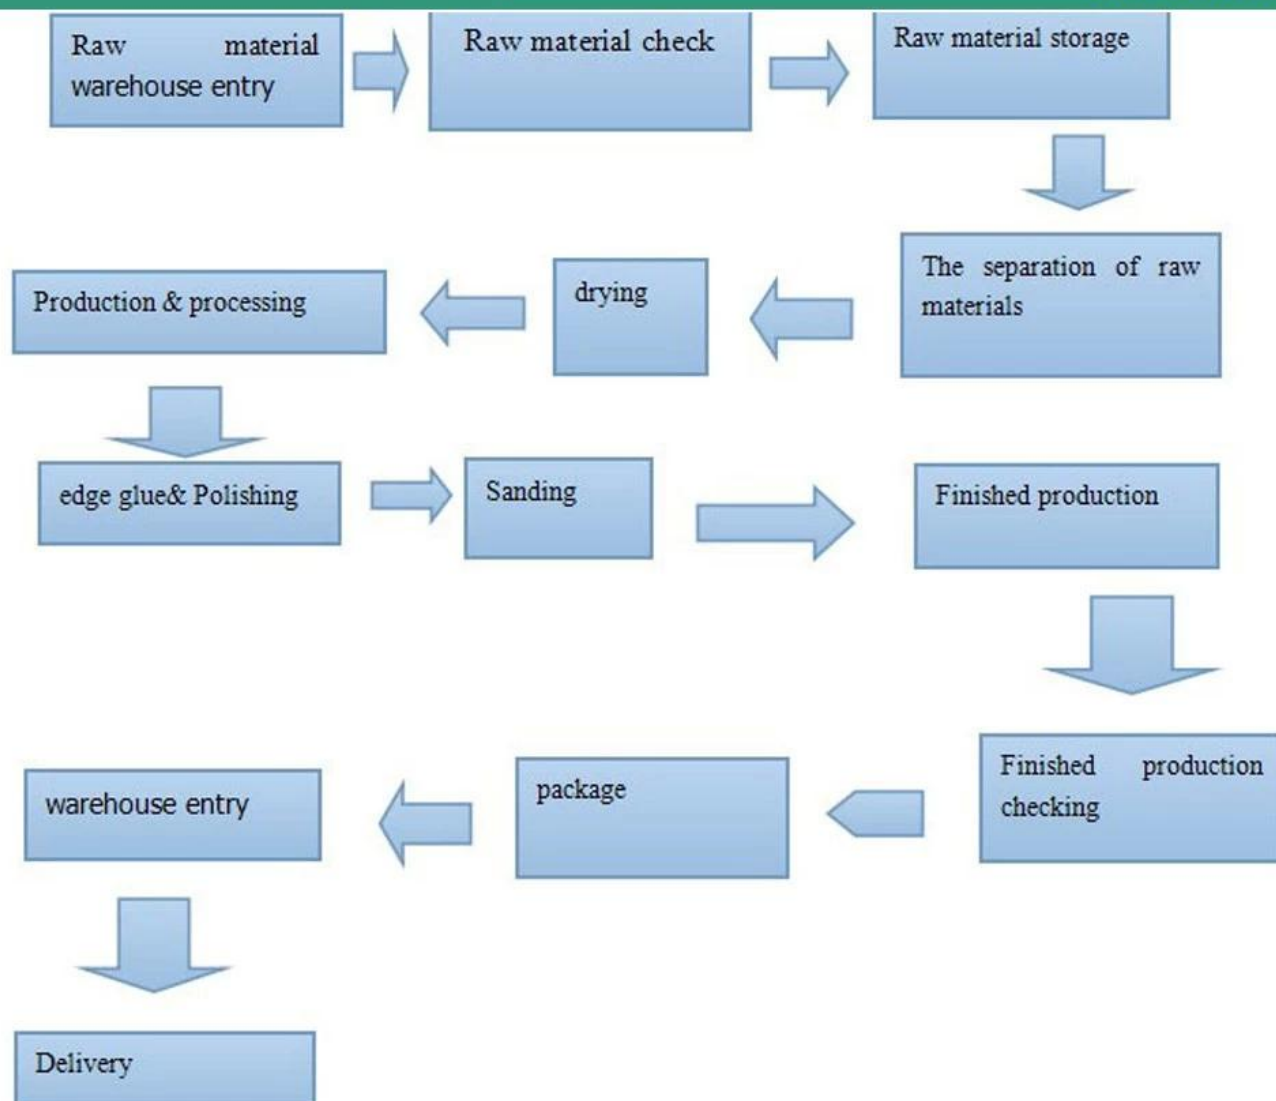 Raw material
warehouse entry
Raw material check
Raw material storage
The separation of raw
materials
drying
Production & processing
edge glue& Polishing
Sanding
Finished production
Finished production
checking
package
warehouse entry
Delivery